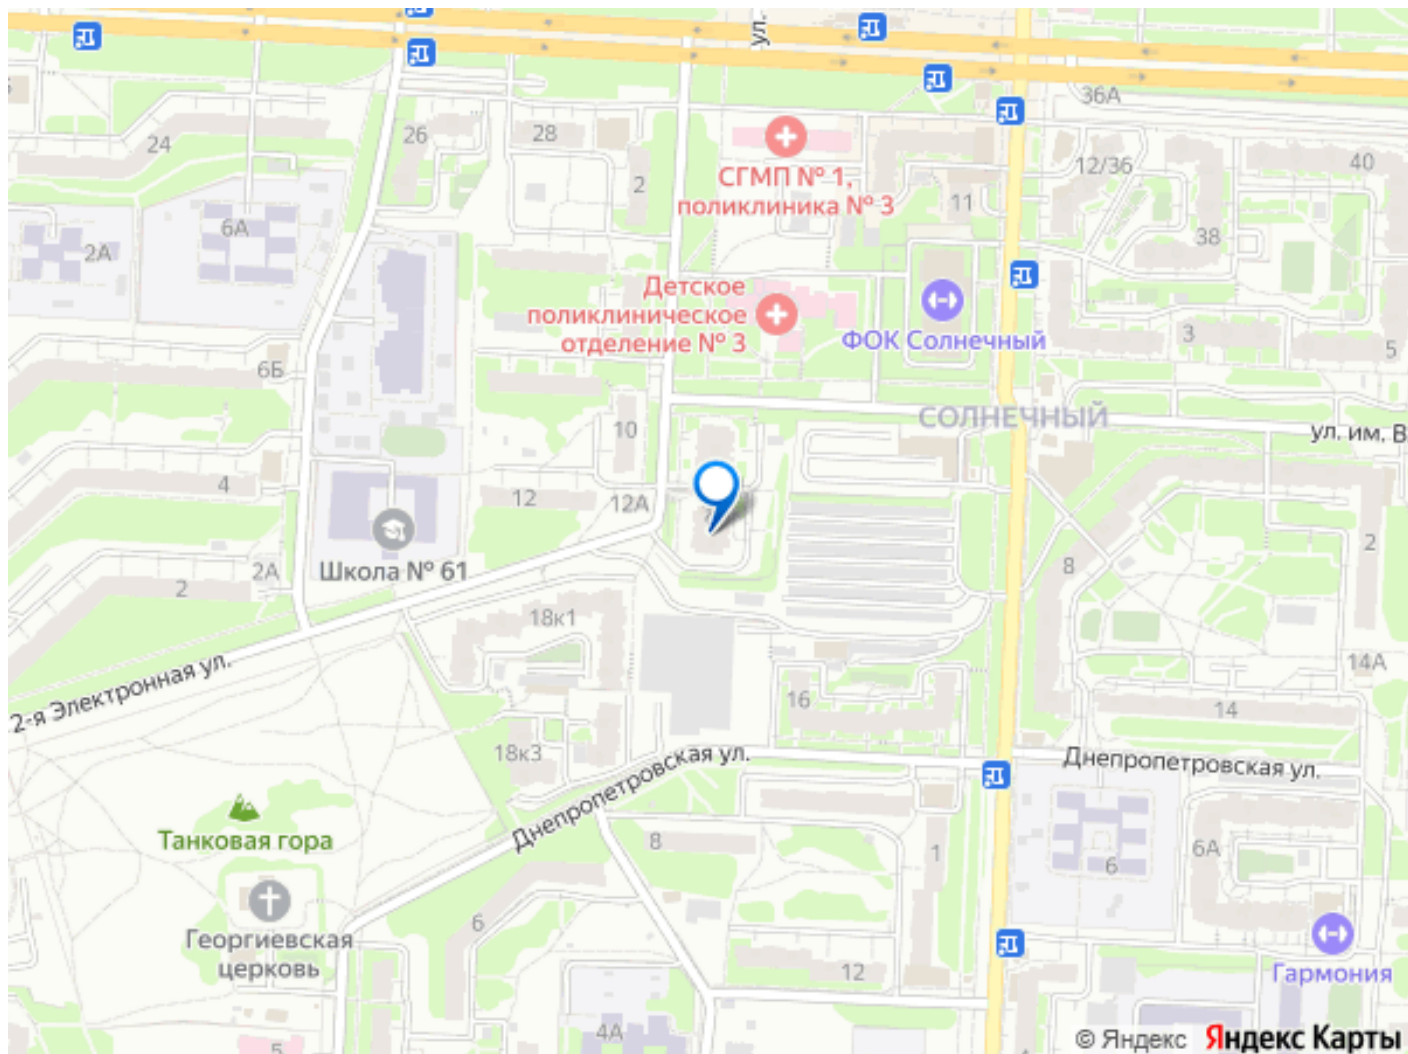 ул.
36А
24
26
28
2
СГМП № 1,
поликлиника № 3
12/36
40
11
38
6А
2А
Детское
поликлиническое
отделение № 3
ФОК Солнечный
3
5
6Б
СОЛНЕЧНЫЙ
ул. им. В
10
4
12
12А
Школа № 61
2А
2
8
2
18к1
14А
2-я Электронная ул.
16
14
18к3
Днепропетровская ул.
Днепропетровская ул.
Танковая гора
8
1
6
6А
6
Георгиевская
церковь
12
Гармония
4А
5
© Яндекс Яндекс Карты